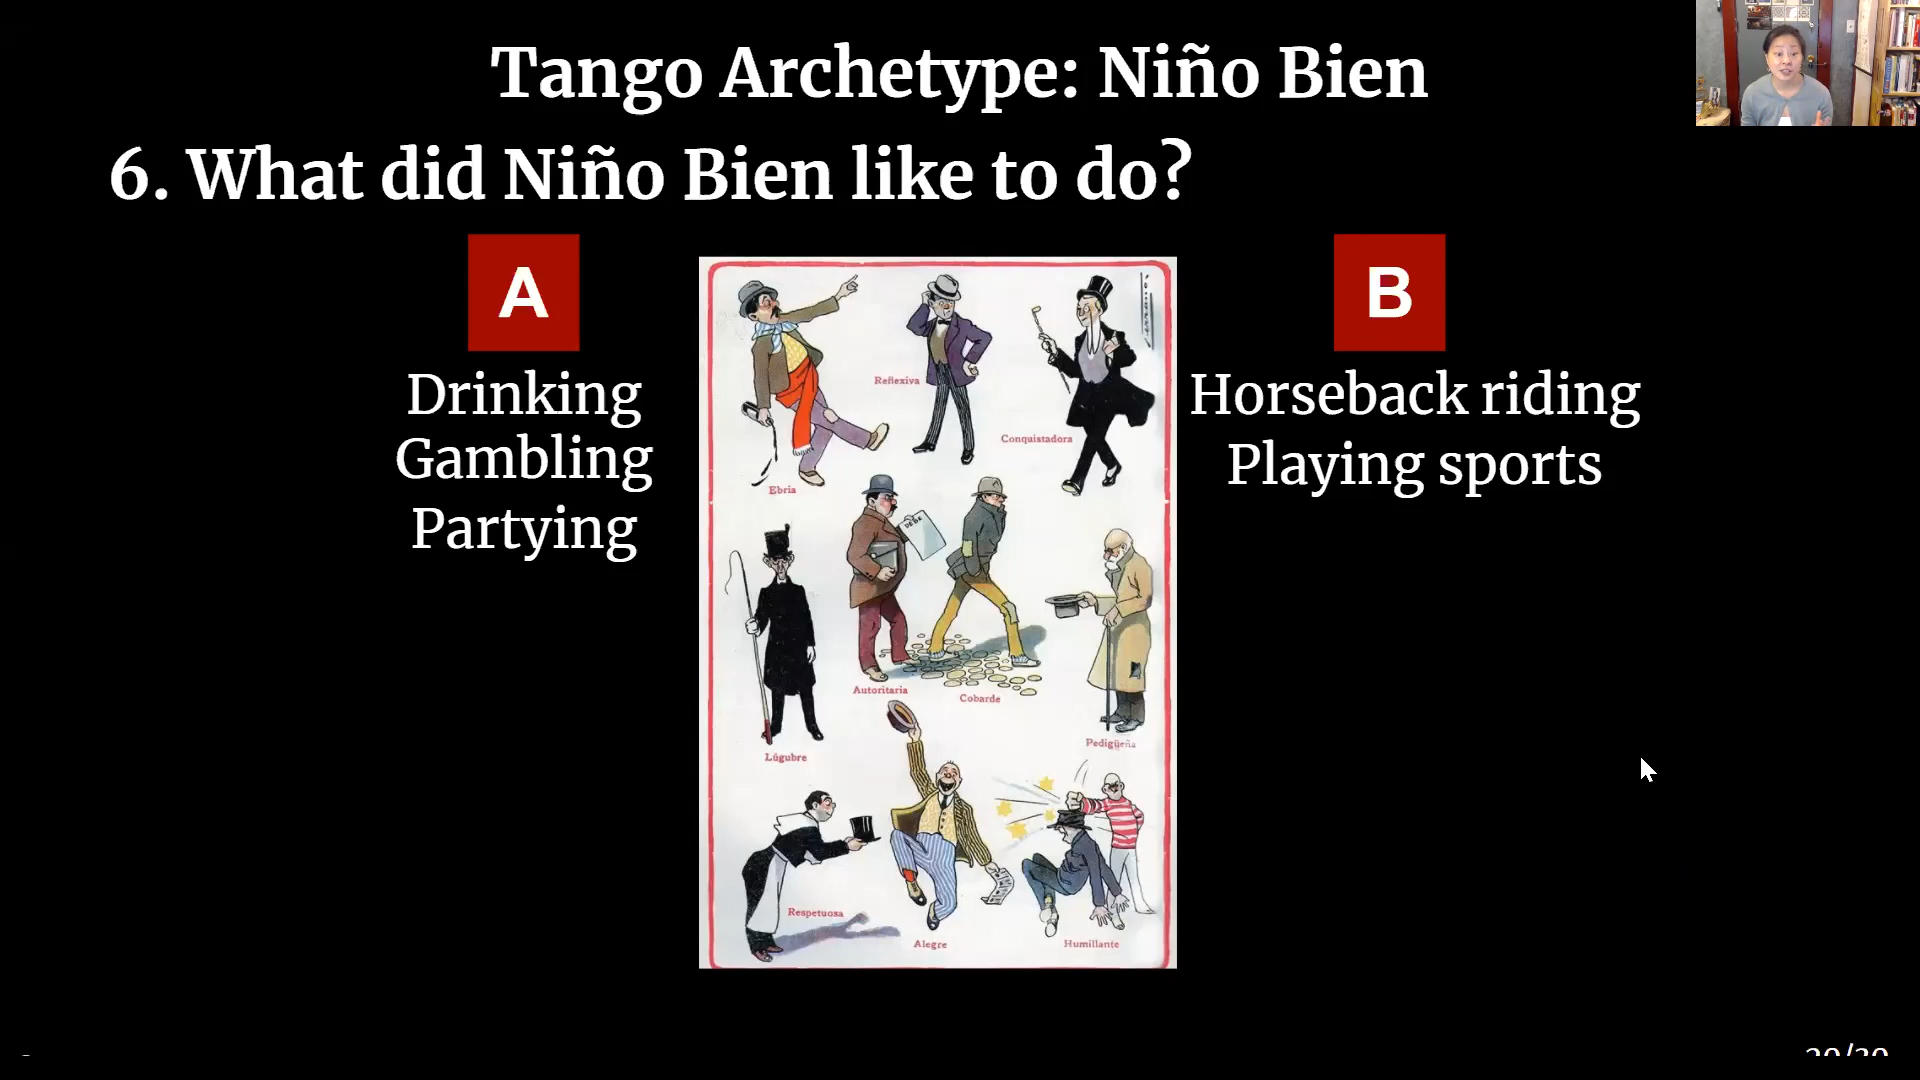 Tango Archetype: Niño Bien
6. What did Niño Bien like to do?
A
Drinking
Gambling
Partying
B
Horseback riding
Playing sports
Ebria
Reflexiva
Conquistadora
DEBE
Lúgubre
Autoritaria
Cobarde
Pedigüeña
Respetuosa
Alegre
Humillante